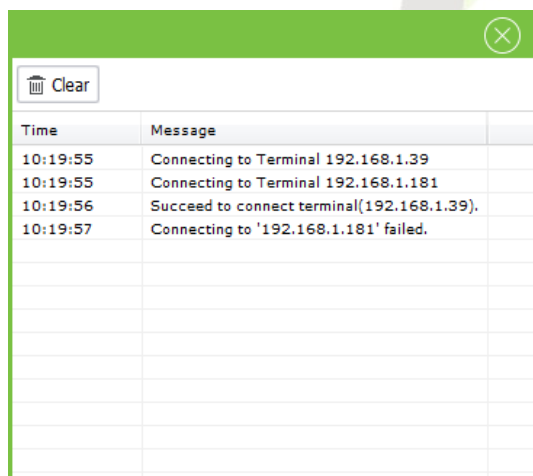 Clear
Time Message
10:19:55 Connecting to Terminal 192.168.1.39
10:19:55 Connecting to Terminal 192.168.1.181
10:19:56 Succeed to connect terminal(192.168.1.39).
10:19:57 Connecting to '192.168.1.181' failed.